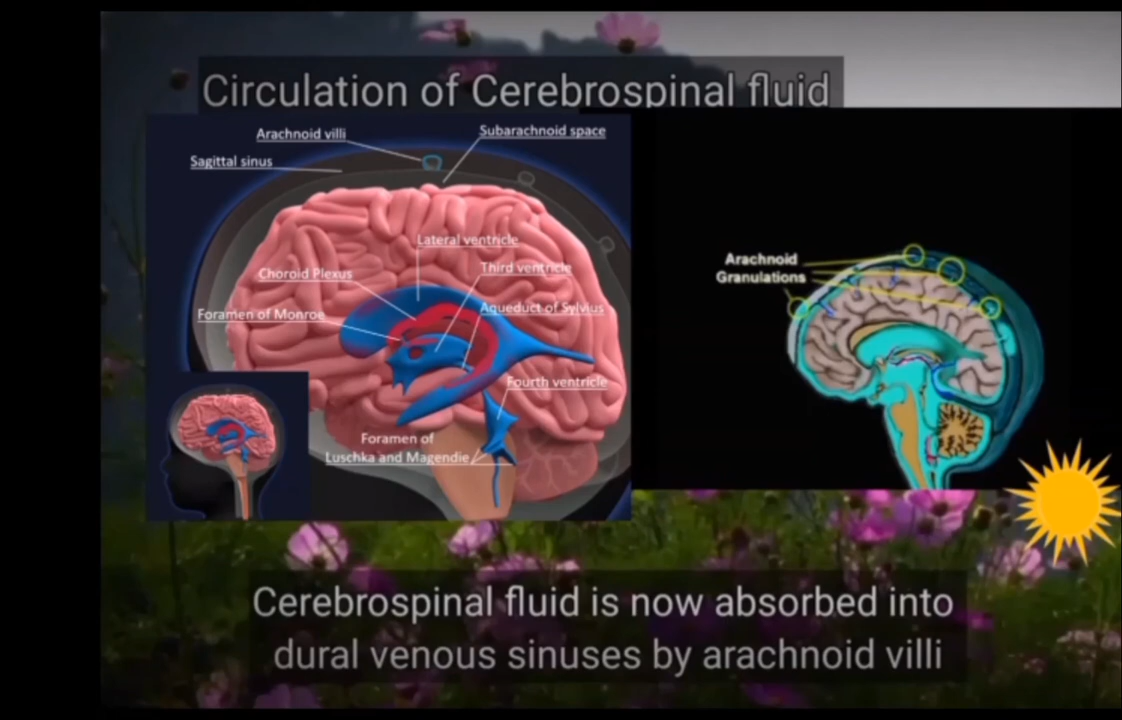 Circulation of Cerebrospinal fluid
Arachnoid villi
Subarachnoid space
Sagittal sinus
Lateral ventricle
Choroid Plexus
Third ventricle
Foramen of Monroe
Aqueduct of Sylvius
Fourth ventricle
Foramen of
Luschka and Magendie
Arachnoid
Granulations
Cerebrospinal fluid is now absorbed into
dural venous sinuses by arachnoid villi